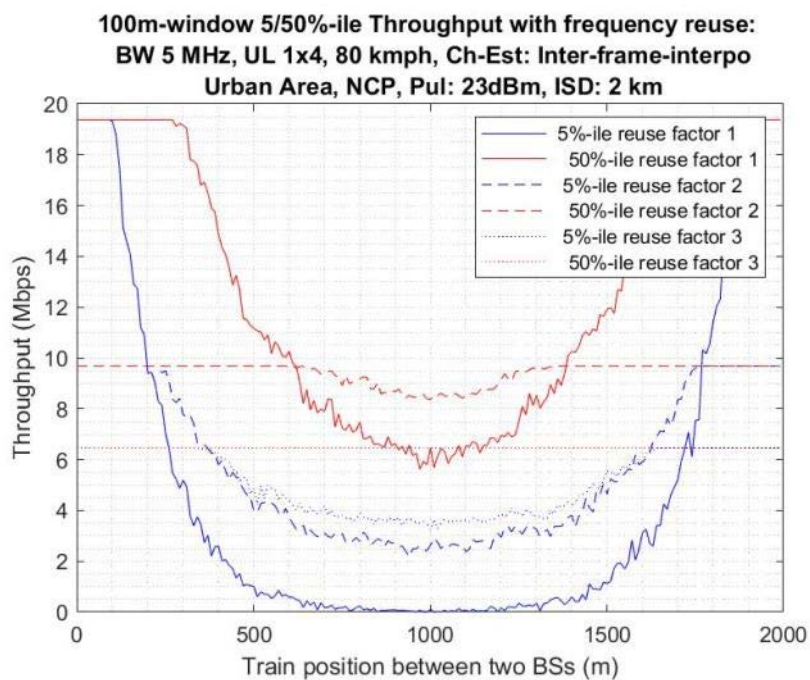 100m-window 5/50%-ile Throughput with frequency reuse:
BW 5 MHz, UL 1x4, 80 kmph, Ch-Est: Inter-frame-interpo
Urban Area, NCP, Pul: 23dBm, ISD: 2 km
20
18
16
14
12
10
8
6
4
2
0
Throughput (Mbps)
5%-ile reuse factor 1
50%-ile reuse factor 1
5%-ile reuse factor 2
50%-ile reuse factor 2
5%-ile reuse factor 3
50%-ile reuse factor 3
0 500 1000 1500 2000
Train position between two BSs (m)